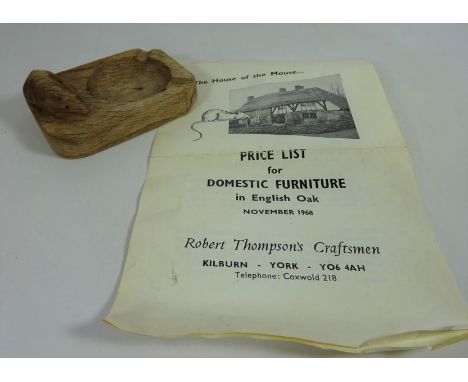 The House of the Mouse...
PRICE LIST
for
DOMESTIC FURNITURE
in English Oak
NOVEMBER 1968
Robert Thompson's Craftsmen
KILBURN - YORK - YO6 4AH
Telephone: Coxwold 218